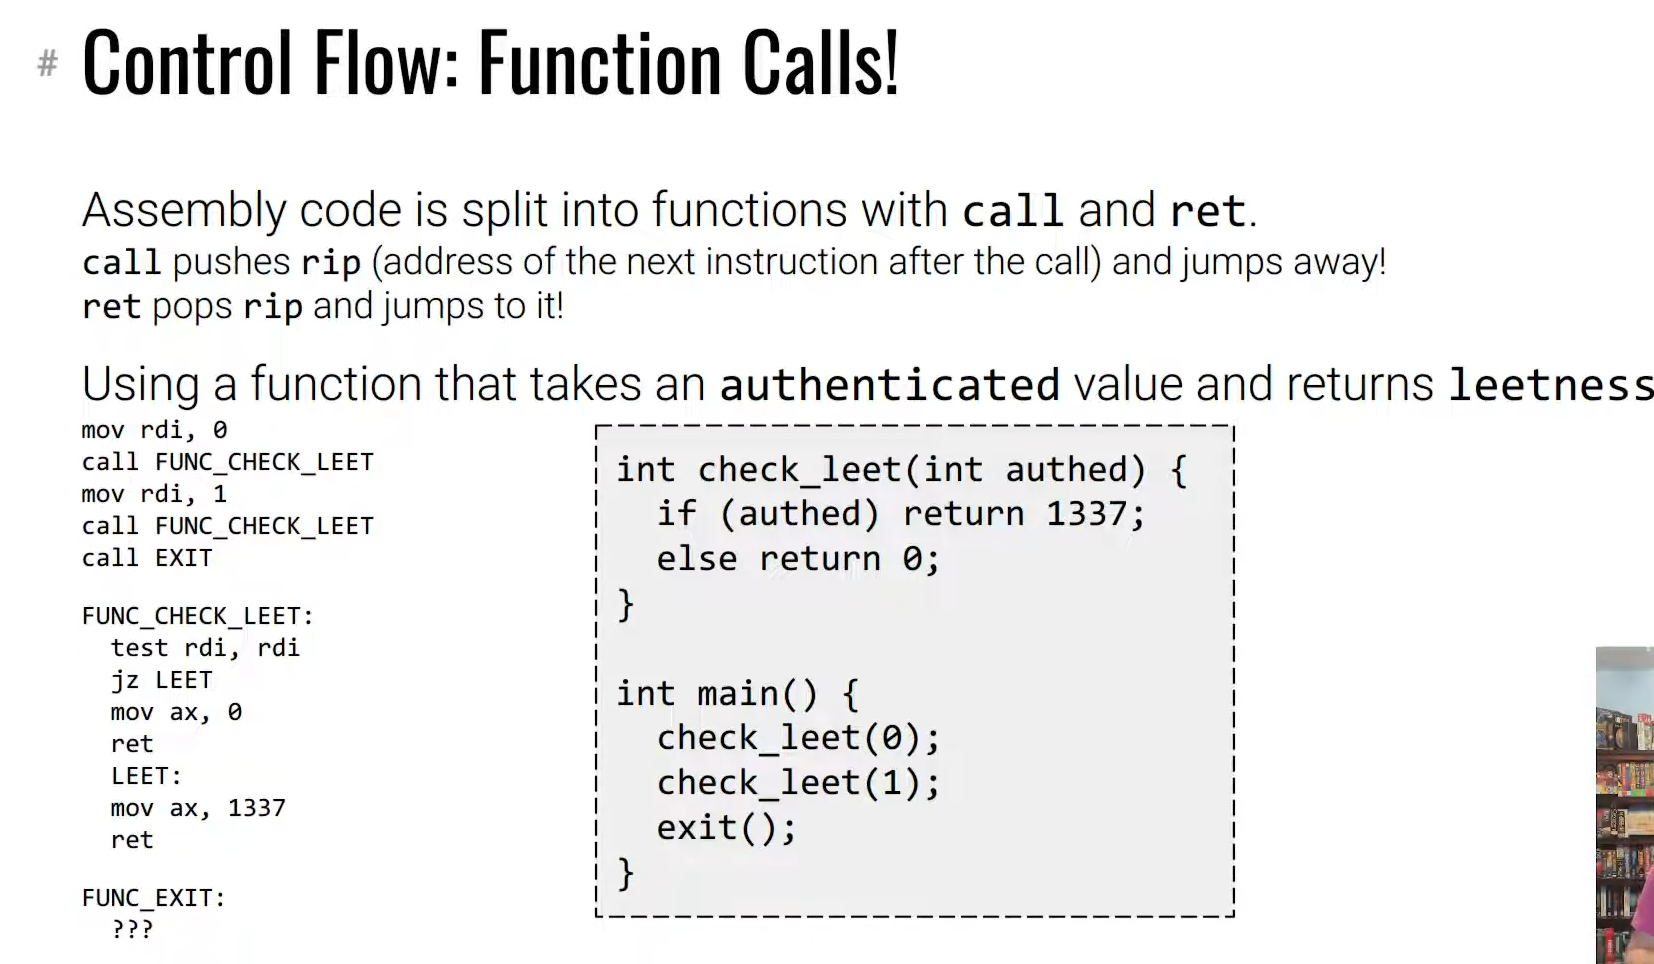 # Control Flow: Function Calls!
Assembly code is split into functions with call and ret.
call pushes rip (address of the next instruction after the call) and jumps away!
ret pops rip and jumps to it!
Using a function that takes an authenticated value and returns leetness
mov rdi, 0
call FUNC_CHECK_LEET
mov rdi, 1
call FUNC_CHECK_LEET
call EXIT
FUNC_CHECK_LEET:
test rdi, rdi
jz LEET
mov ax, 0
ret
LEET:
mov ax, 1337
ret
FUNC_EXIT:
???
int check_leet(int authed) {
if (authed) return 1337;
else return 0;
}
int main() {
check_leet(0);
check_leet(1);
exit();
}